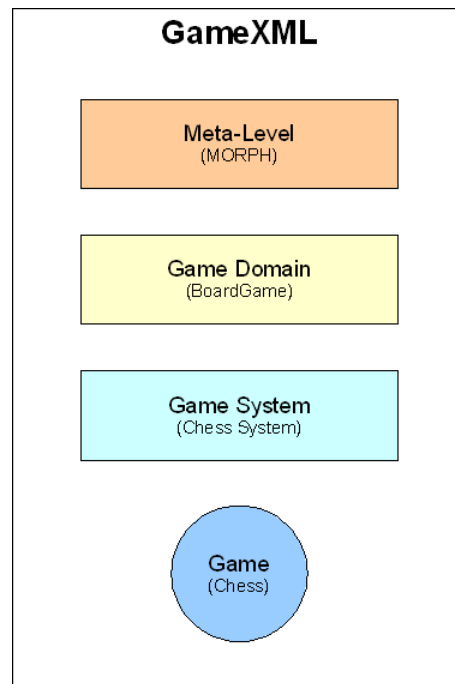 GameXML
Meta-Level
(MORPH)
Game Domain
(BoardGame)
Game System
(Chess System)
Game
(Chess)